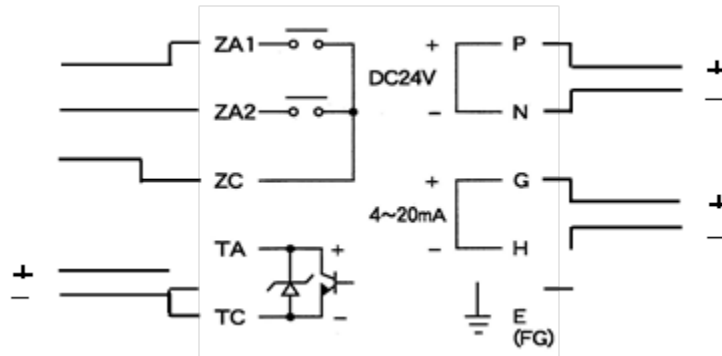 ZA1
+
P
+
DC24V
−
ZA2
−
N
ZC
+
G
+
4~20mA
−
TA
+
−
H
+
−
TC
−
E
(FG)